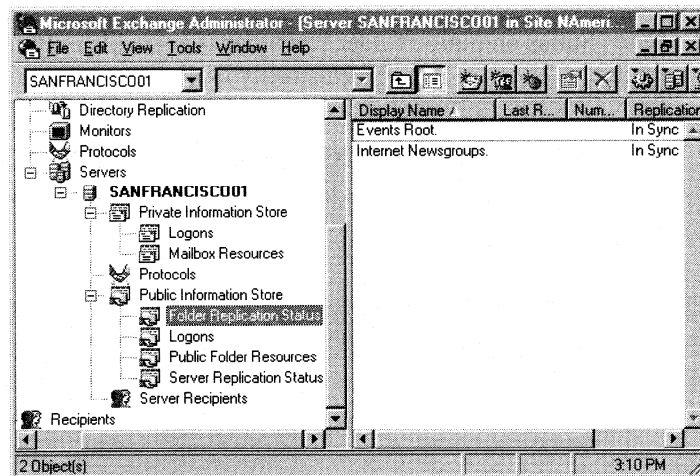 Microsoft Exchange Administrator - [Server SANFRANCISCO01 in Site NAmeri...
File Edit View Tools Window Help
SANFRANCISCO01
Directory Replication
Monitors
Protocols
Servers
SANFRANCISCO01
Private Information Store
Logons
Mailbox Resources
Protocols
Public Information Store
Folder Replication Status
Logons
Public Folder Resources
Server Replication Status
Server Recipients
Recipients
Display Name Last R... Num... Replication
Events Root. In Sync
Internet Newsgroups. In Sync
2 Object(s) 3:10 PM